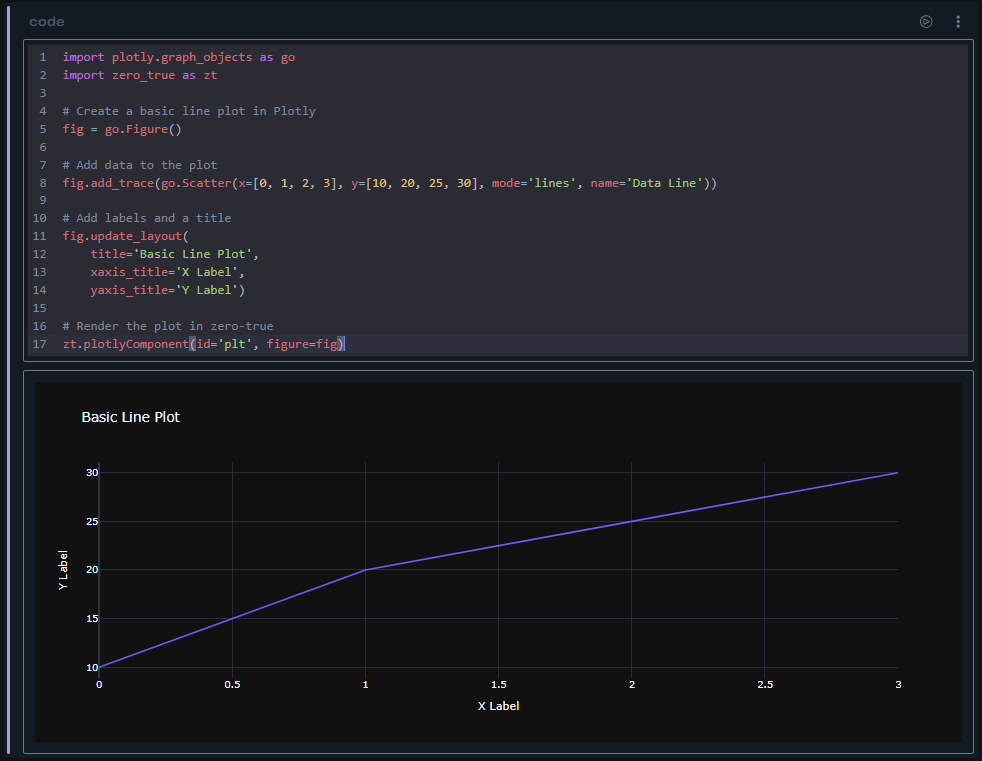 code
1 import plotly.graph_objects as go
2 import zero_true as zt
3
4 # Create a basic line plot in Plotly
5 fig = go.Figure()
6
7 # Add data to the plot
8 fig.add_trace(go.Scatter(x=[0, 1, 2, 3], y=[10, 20, 25, 30], mode='lines', name='Data Line'))
9
10 # Add labels and a title
11 fig.update_layout(
12     title='Basic Line Plot',
13     xaxis_title='X Label',
14     yaxis_title='Y Label')
15
16 # Render the plot in zero-true
17 zt.plotlyComponent(id='plt', figure=fig)
Basic Line Plot
30
25
20
15
10
Y Label
0 0.5 1 1.5 2 2.5 3
X Label